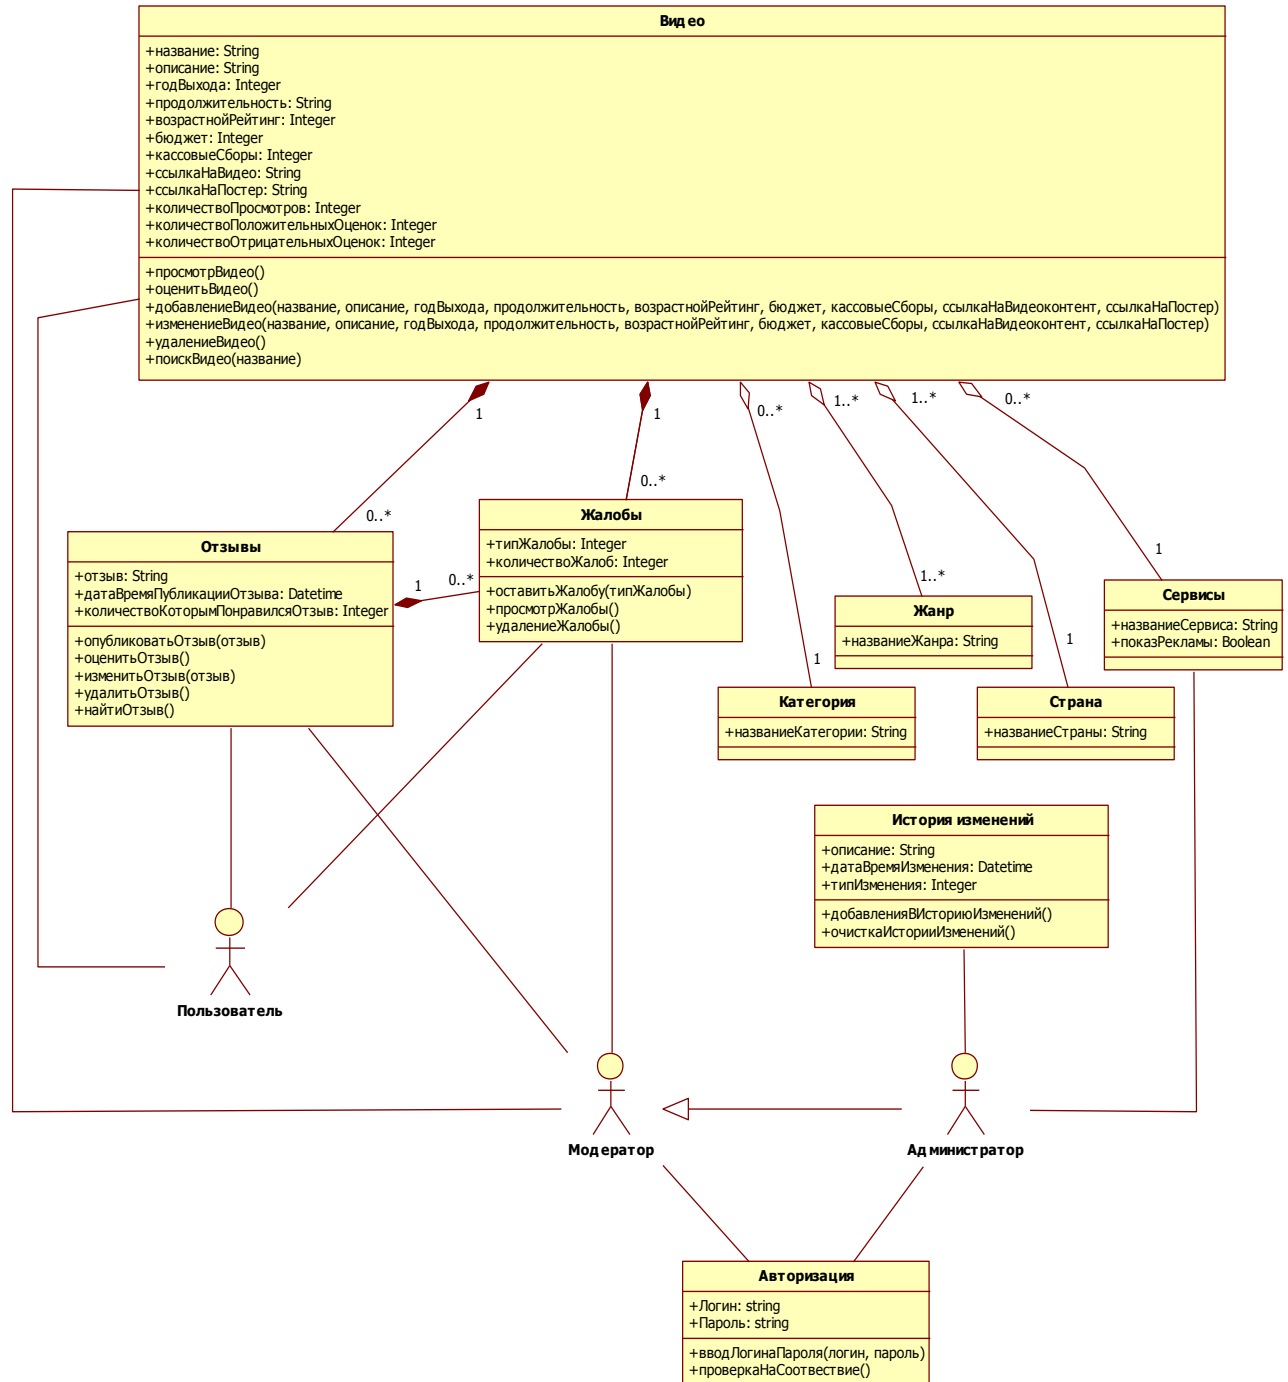 Видео
+название: String
+описание: String
+годВыхода: Integer
+продолжительность: String
+возрастнойРейтинг: Integer
+бюджет: Integer
+кассовыеСборы: Integer
+ссылкаНаВидео: String
+ссылкаНаПостер: String
+количествоПросмотров: Integer
+количествоПоложительныхОценок: Integer
+количествоОтрицательныхОценок: Integer
+просмотрВидео()
+оценитьВидео()
+добавлениеВидео(название, описание, годВыхода, продолжительность, возрастнойРейтинг, бюджет, кассовыеСборы, ссылкаНаВидеоконтент, ссылкаНаПостер)
+изменениеВидео(название, описание, годВыхода, продолжительность, возрастнойРейтинг, бюджет, кассовыеСборы, ссылкаНаВидеоконтент, ссылкаНаПостер)
+удалениеВидео()
+поискВидео(название)
1
1
0..*
1..*
1..*
0..*
0..*
0..*
Отзывы
+отзыв: String
+датаВремяПубликацииОтзыва: Datetime
+количествоКоторымПонравилсяОтзыв: Integer
+опубликоватьОтзыв(отзыв)
+оценитьОтзыв()
+изменитьОтзыв(отзыв)
+удалитьОтзыв()
+найтиОтзыв()
1
0..*
Жалобы
+типЖалобы: Integer
+количествоЖалоб: Integer
+оставитьЖалобу(типЖалобы)
+просмотрЖалобы()
+удалениеЖалобы()
1..*
Жанр
+названиеЖанра: String
1
Сервисы
+названиеСервиса: String
+показРекламы: Boolean
1
Категория
+названиеКатегории: String
1
Страна
+названиеСтраны: String
История изменений
+описание: String
+датаВремяИзменения: Datetime
+типИзменения: Integer
+добавленияВИсториюИзменений()
+очисткаИсторииИзменений()
Пользователь
Модератор
Администратор
Авторизация
+Логин: string
+Пароль: string
+вводЛогинаПароля(логин, пароль)
+проверкаНаСоотвествие()